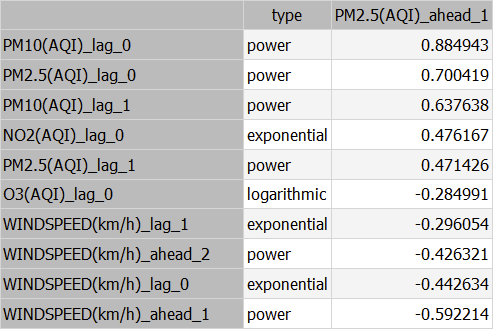 type PM2.5(AQI)_ahead_1
PM10(AQI)_lag_0 power 0.884943
PM2.5(AQI)_lag_0 power 0.700419
PM10(AQI)_lag_1 power 0.637638
NO2(AQI)_lag_0 exponential 0.476167
PM2.5(AQI)_lag_1 power 0.471426
O3(AQI)_lag_0 logarithmic -0.284991
WINDSPEED(km/h)_lag_1 exponential -0.296054
WINDSPEED(km/h)_ahead_2 power -0.426321
WINDSPEED(km/h)_lag_0 exponential -0.442634
WINDSPEED(km/h)_ahead_1 power -0.592214